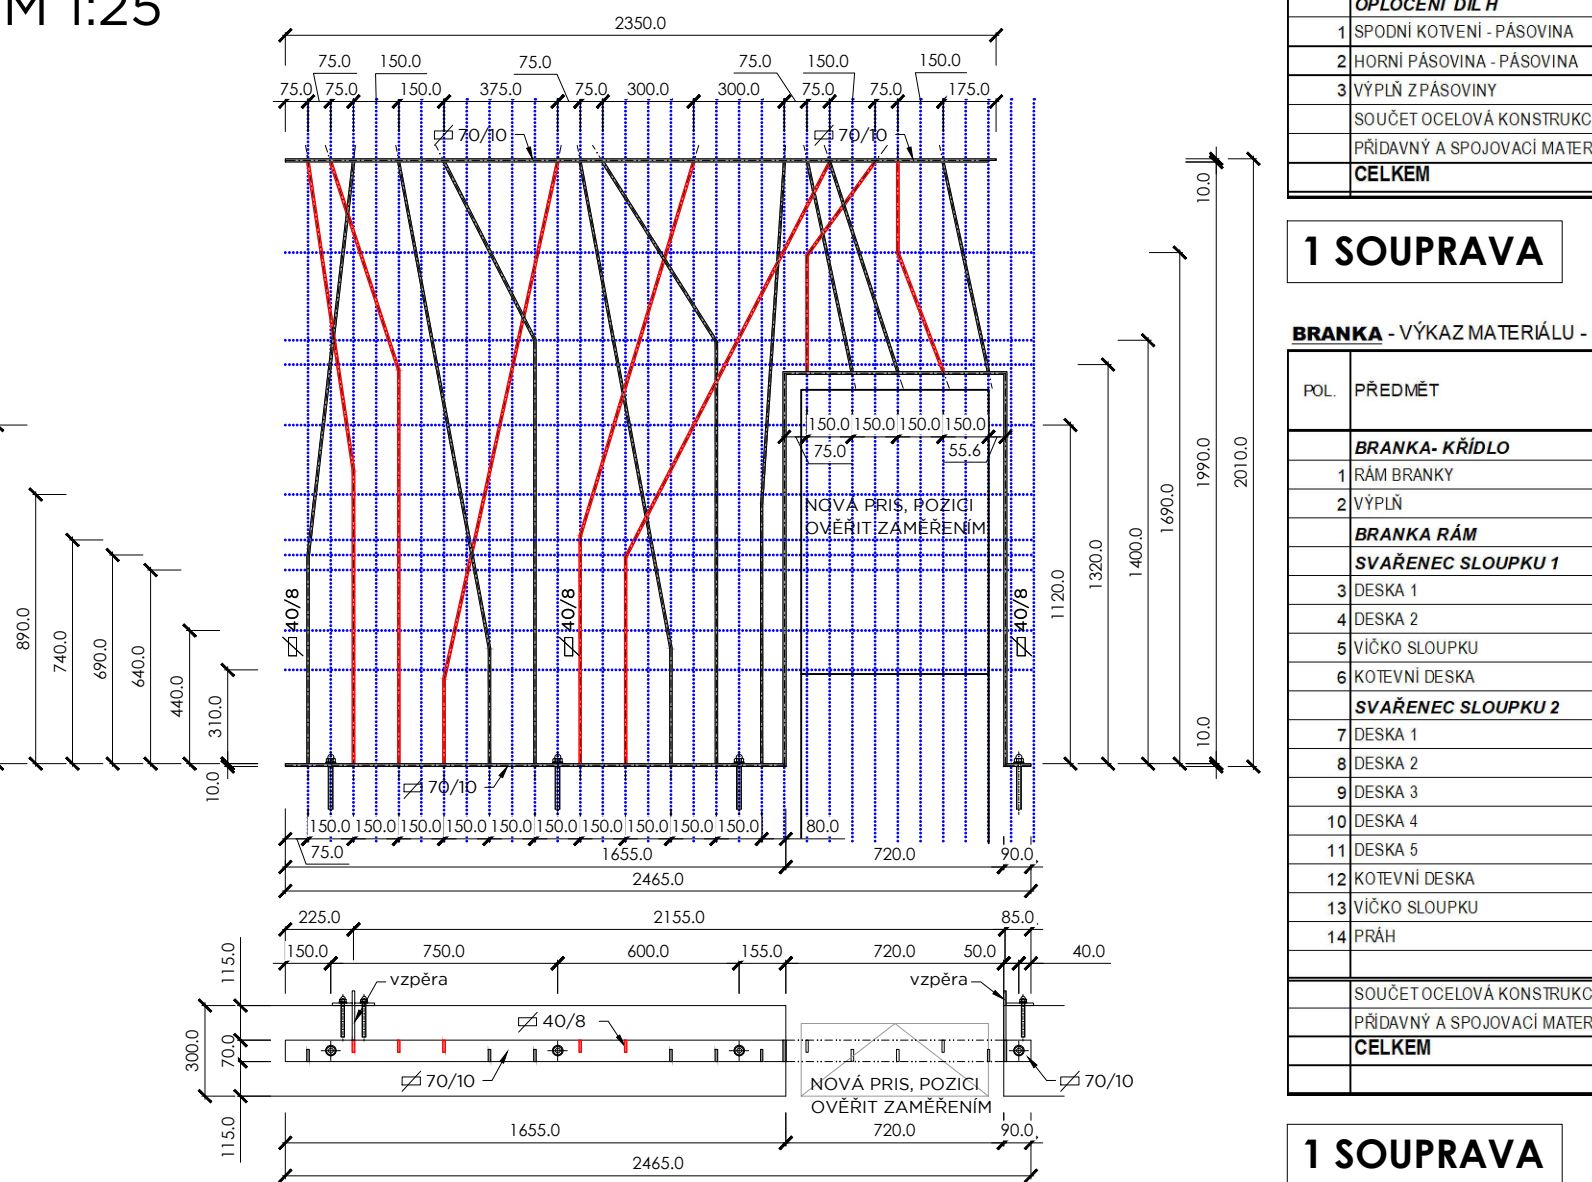 M 1:25
2350.0
75.0 150.0 75.0 75.0 150.0 150.0
75.0 75.0 150.0 375.0 75.0 300.0 300.0 75.0 75.0 175.0
70/10 70/10
10.0
1990.0
2010.0
1690.0
1400.0
1320.0
1120.0
10.0
150.0 150.0 150.0 150.0
75.0 55.6
NOVÁ PRIS, POZICI
OVĚŘIT ZAMĚŘENÍM
40/8 40/8 40/8
890.0
740.0
690.0
640.0
440.0
310.0
10.0
70/10
150.0 150.0 150.0 150.0 150.0 150.0 150.0 150.0 150.0 150.0 80.0
75.0 1655.0 720.0 90.0
2465.0
225.0 2155.0 85.0
150.0 750.0 600.0 155.0 720.0 50.0 40.0
115.0
vzpěra vzpěra
40/8
300.0
70.0
70/10 70/10
NOVÁ PRIS, POZICI
OVĚŘIT ZAMĚŘENÍM
115.0
1655.0 720.0 90.0
2465.0
OPLOCENÍ DÍL H
1 SPODNÍ KOTVENÍ - PÁSOVINA
2 HORNÍ PÁSOVINA - PÁSOVINA
3 VÝPLŇ Z PÁSOVINY
SOUČET OCELOVÁ KONSTRUKC
PŘÍDAVNÝ A SPOJOVACÍ MATER
CELKEM
1 SOUPRAVA
BRANKA - VÝKAZ MATERIÁLU -
POL. PŘEDMĚT
BRANKA- KŘÍDLO
1 RÁM BRANKY
2 VÝPLŇ
BRANKA RÁM
SVAŘENEC SLOUPKU 1
3 DESKA 1
4 DESKA 2
5 VÍČKO SLOUPKU
6 KOTEVNÍ DESKA
SVAŘENEC SLOUPKU 2
7 DESKA 1
8 DESKA 2
9 DESKA 3
10 DESKA 4
11 DESKA 5
12 KOTEVNÍ DESKA
13 VÍČKO SLOUPKU
14 PRÁH
SOUČET OCELOVÁ KONSTRUKC
PŘÍDAVNÝ A SPOJOVACÍ MATER
CELKEM
1 SOUPRAVA